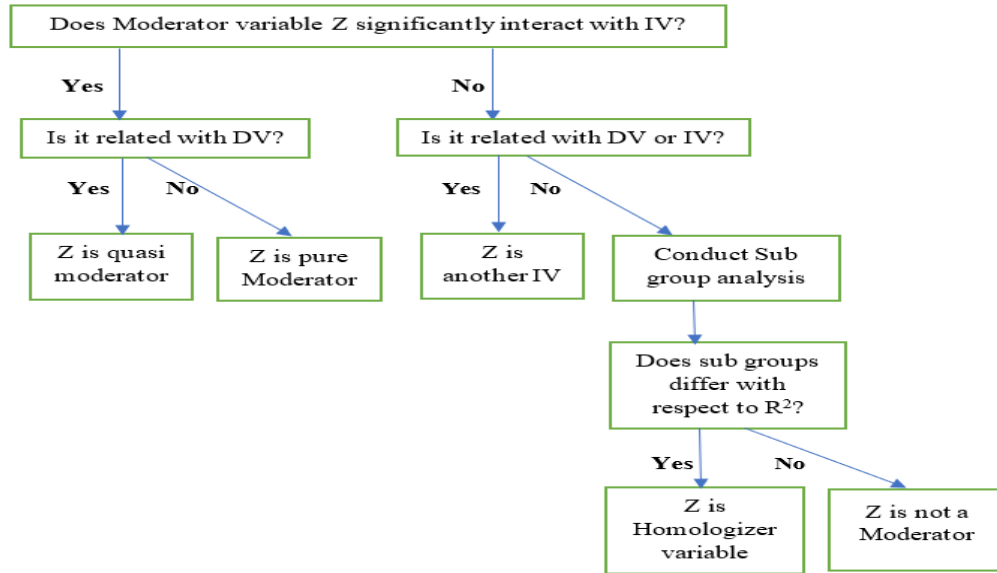 Does Moderator variable Z significantly interact with IV?
Yes
No
Is it related with DV?
Is it related with DV or IV?
Yes
No
Yes
No
Z is quasi
moderator
Z is pure
Moderator
Z is
another IV
Conduct Sub
group analysis
Does sub groups
differ with
respect to R²?
Yes
No
Z is
Homologizer
variable
Z is not a
Moderator